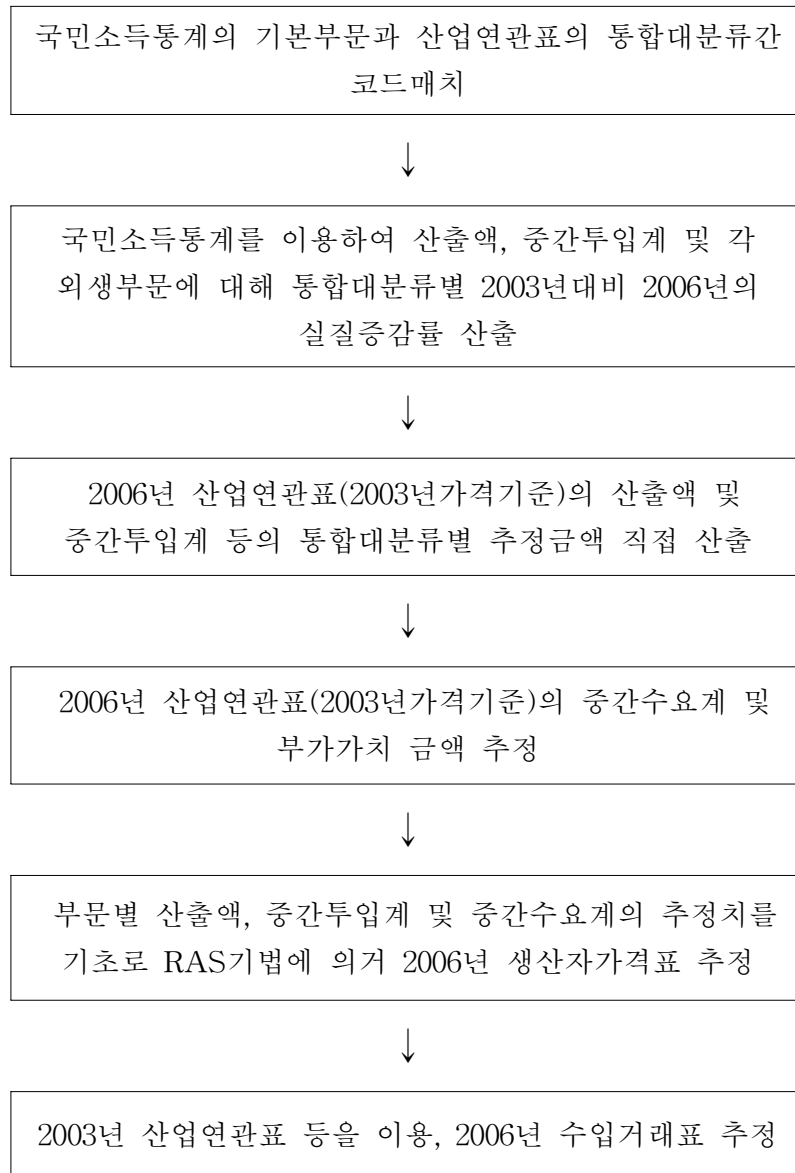 국민소득통계의 기본부문과 산업연관표의 통합대분류간
코드매치
↓
국민소득통계를 이용하여 산출액, 중간투입계 및 각
외생부문에 대해 통합대분류별 2003년대비 2006년의
실질증감률 산출
↓
2006년 산업연관표(2003년가격기준)의 산출액 및
중간투입계 등의 통합대분류별 추정금액 직접 산출
↓
2006년 산업연관표(2003년가격기준)의 중간수요계 및
부가가치 금액 추정
↓
부문별 산출액, 중간투입계 및 중간수요계의 추정치를
기초로 RAS기법에 의거 2006년 생산자가격표 추정
↓
2003년 산업연관표 등을 이용, 2006년 수입거래표 추정